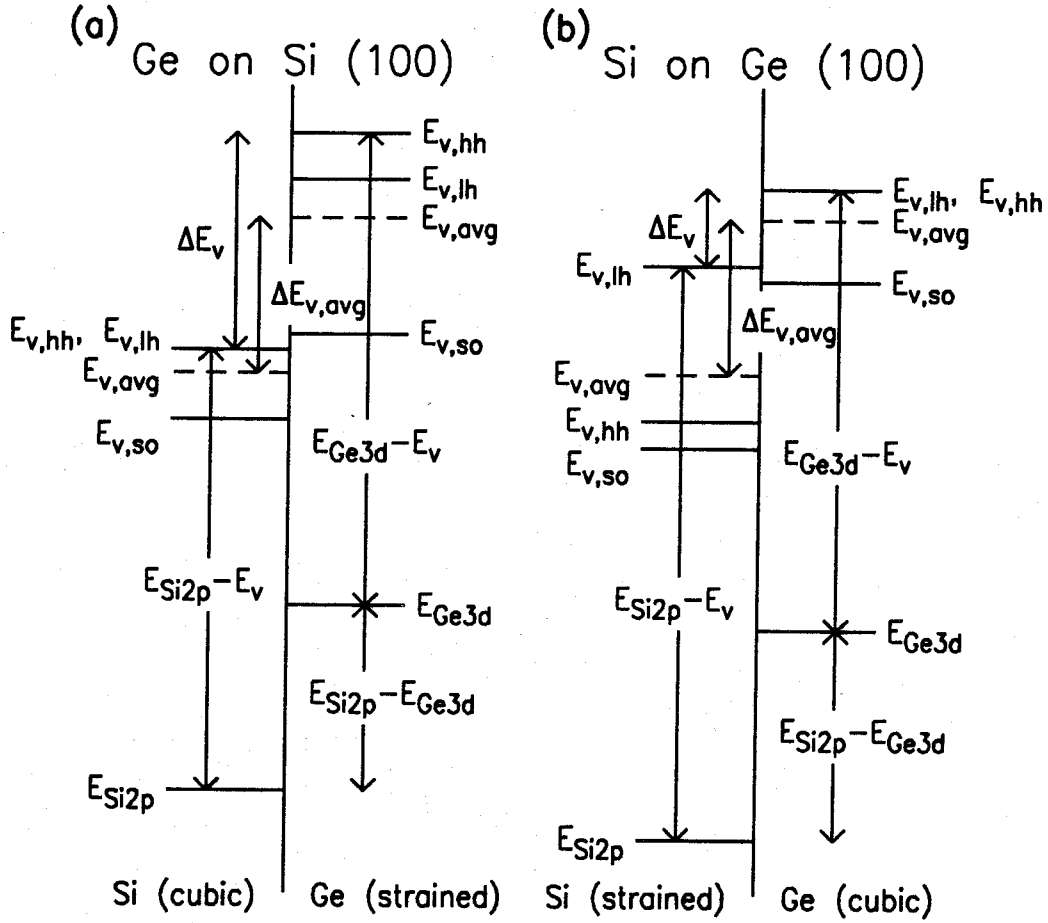 (a)
Ge on Si (100)
E_v,hh
E_v,lh
E_v,avg
ΔE_v
ΔE_v,avg
E_v,hh, E_v,lh
E_v,so
E_v,avg
E_v,so
E_Ge3d–E_v
E_Si2p–E_v
E_Ge3d
E_Si2p–E_Ge3d
E_Si2p
Si (cubic) Ge (strained)
(b)
Si on Ge (100)
E_v,lh, E_v,hh
E_v,avg
ΔE_v
E_v,lh
E_v,so
ΔE_v,avg
E_v,avg
E_v,hh
E_v,so
E_Ge3d–E_v
E_Si2p–E_v
E_Ge3d
E_Si2p–E_Ge3d
E_Si2p
Si (strained) Ge (cubic)